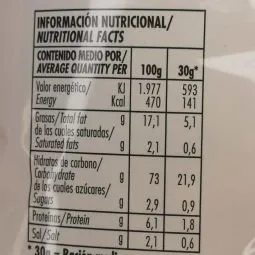 INFORMACIÓN NUTRICIONAL/
NUTRITIONAL FACTS
CONTENIDO MEDIO POR/
AVERAGE QUANTITY PER 100g 30g*
Valor energético/ KJ 1.977 593
Energy Kcal 470 141
Grasas/Total fat g 17,1 5,1
de las cuales saturadas/
Saturated fats g 2,1 0,6
Hidratos de carbono/
Carbohydrate g 73 21,9
de los cuales azúcares/
Sugars g 2,9 0,9
Proteínas/Protein g 6,1 1,8
Sal/Salt g 2,1 0,6
* 30g = Ración